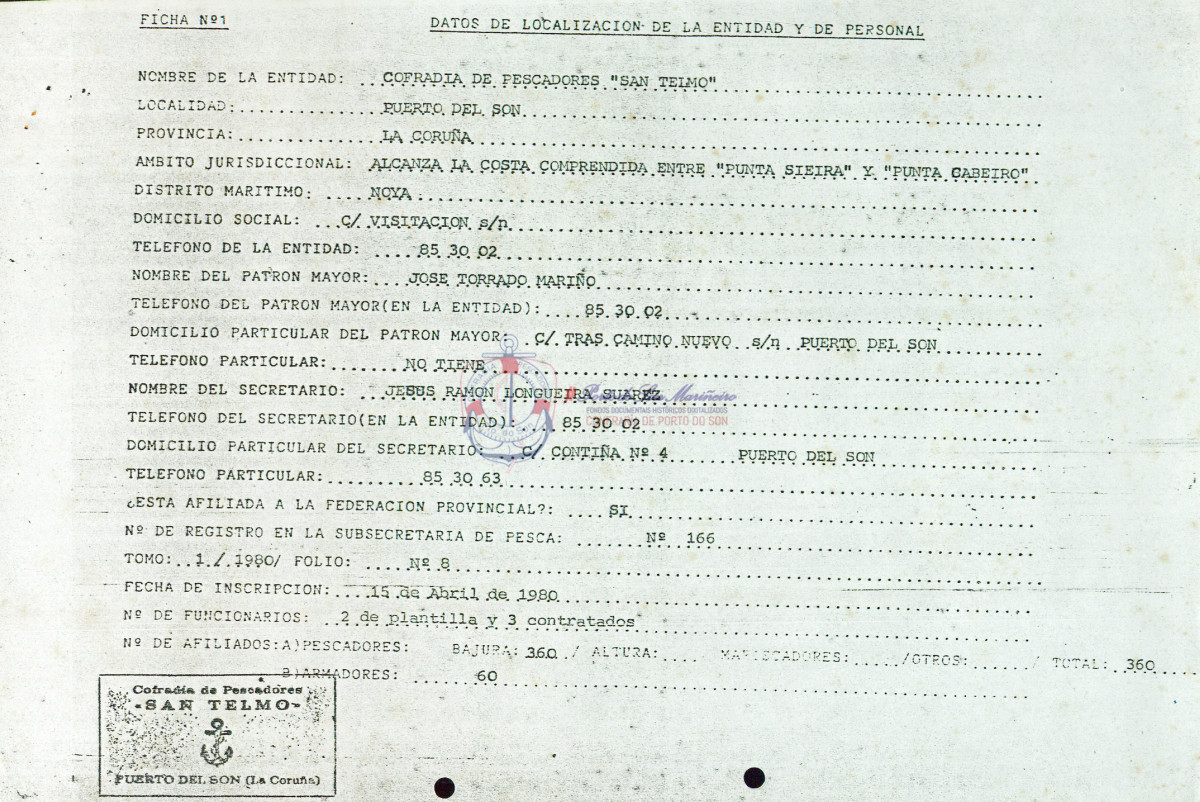 FICHA Nº1
DATOS DE LOCALIZACION DE LA ENTIDAD Y DE PERSONAL
NOMBRE DE LA ENTIDAD: COFRADIA DE PESCADORES "SAN TELMO"
LOCALIDAD: PUERTO DEL SON
PROVINCIA: LA CORUÑA
AMBITO JURISDICCIONAL: ALCANZA LA COSTA COMPRENDIDA ENTRE "PUNTA SIEIRA" Y "PUNTA CABEIRO"
DISTRITO MARITIMO: NOYA
DOMICILIO SOCIAL: C/ VISITACION s/n
TELEFONO DE LA ENTIDAD: 85 30 02
NOMBRE DEL PATRON MAYOR: JOSE TORRADO MARIÑO
TELEFONO DEL PATRON MAYOR(EN LA ENTIDAD): 85 30 02
DOMICILIO PARTICULAR DEL PATRON MAYOR: C/ TRAS CAMINO NUEVO s/n PUERTO DEL SON
TELEFONO PARTICULAR: NO TIENE
NOMBRE DEL SECRETARIO: JESUS RAMON LONGUEIRA SUAREZ
TELEFONO DEL SECRETARIO(EN LA ENTIDAD): 85 30 02
DOMICILIO PARTICULAR DEL SECRETARIO: C/ CONTIÑA Nº 4 PUERTO DEL SON
TELEFONO PARTICULAR: 85 30 63
¿ESTA AFILIADA A LA FEDERACION PROVINCIAL?: SI
Nº DE REGISTRO EN LA SUBSECRETARIA DE PESCA: Nº 166
TOMO: 1 / 1980/ FOLIO: Nº 8
FECHA DE INSCRIPCION: 15 de Abril de 1980
Nº DE FUNCIONARIOS: 2 de plantilla y 3 contratados
Nº DE AFILIADOS:A)PESCADORES: BAJURA: 360 / ALTURA: MARISCADORES: /OTROS: / TOTAL: 360
B)ARMADORES: 60
Cofradia de Pescadores
-SAN TELMO-
PUERTO DEL SON (La Coruña)
FONDOS DOCUMENTAIS HISTÓRICOS DIXITALIZADOS
COFRADÍA DE PORTO DO SON